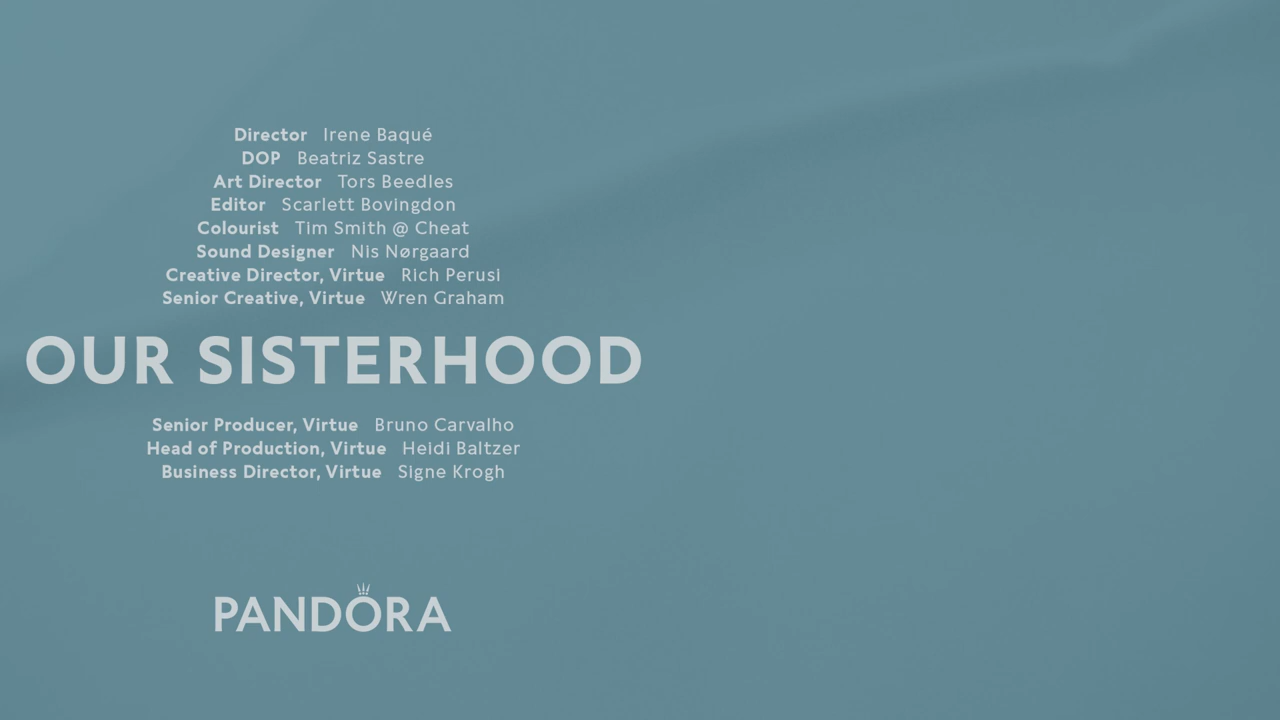 Director Irene Baqué
DOP Beatriz Sastre
Art Director Tors Beedles
Editor Scarlett Bovingdon
Colourist Tim Smith @ Cheat
Sound Designer Nis Nørgaard
Creative Director, Virtue Rich Perusi
Senior Creative, Virtue Wren Graham
OUR SISTERHOOD
Senior Producer, Virtue Bruno Carvalho
Head of Production, Virtue Heidi Baltzer
Business Director, Virtue Signe Krogh
PANDORA